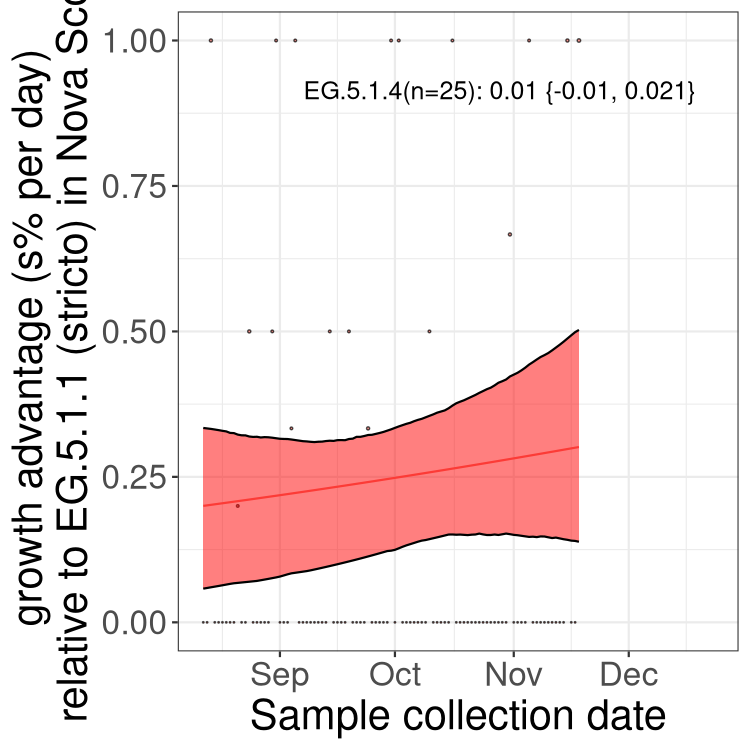 growth advantage (s% per day)
relative to EG.5.1.1 (stricto) in Nova
1.00
0.75
0.50
0.25
0.00
EG.5.1.4(n=25): 0.01 {-0.01, 0.021}
Sep Oct Nov Dec
Sample collection date